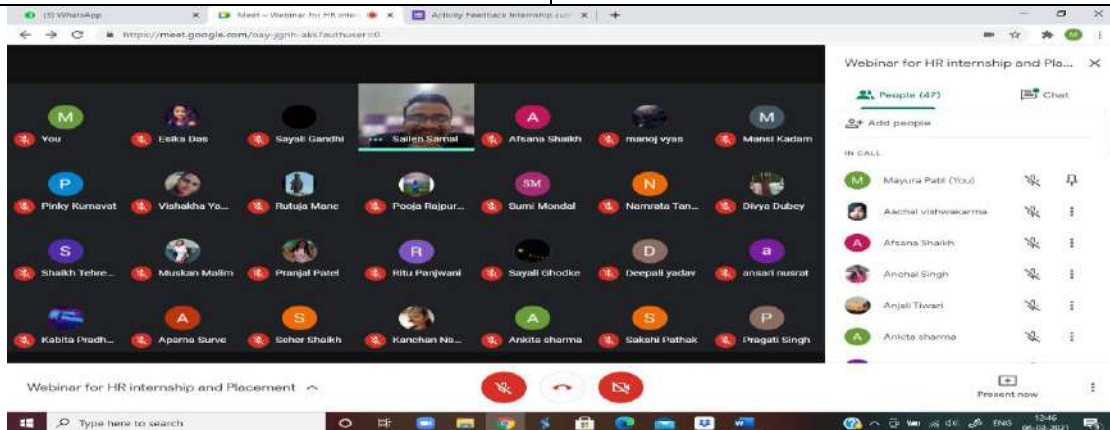 (5) WhatsApp
Meet – Webinar for HR inter
Activity Feedback Internship
https://meet.google.com/
Webinar for HR internship and Pla...
People (47)
Chat
Add people
IN CALL
M
You
Esika Das
Sayali Gandhi
Sailen Samal
A
Afsana Shaikh
manoj vyas
M
Mansi Kadam
P
Pinky Kumavat
Vishakha Ya...
Rutuja Mane
Pooja Rajpur...
SM
Sumi Mondal
N
Namrata Tan...
Divya Dubey
S
Shaikh Tehre...
Muskan Malim
Pranjal Patel
R
Ritu Panjwani
Sayali Ghodke
D
Deepali yadav
a
ansari nusrat
Kabita Pradh...
A
Aparna Surve
S
Seher Shaikh
Kanchan No...
A
Ankita sharma
S
Sakshi Pathak
P
Pragati Singh
M
Mayura Patil (You)
Aachal vishwakarma
A
Afsana Shaikh
Anchal Singh
Anjali Tiwari
A
Ankita sharma
Webinar for HR internship and Placement
Present now
Type here to search
ENG
12:46
06-03-2021